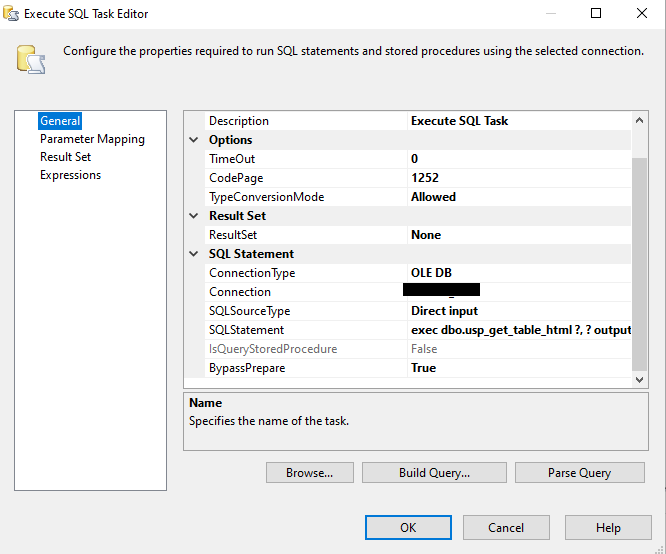 Execute SQL Task Editor
Configure the properties required to run SQL statements and stored procedures using the selected connection.
General
Parameter Mapping
Result Set
Expressions
Description Execute SQL Task
Options
TimeOut 0
CodePage 1252
TypeConversionMode Allowed
Result Set
ResultSet None
SQL Statement
ConnectionType OLE DB
Connection
SQLSourceType Direct input
SQLStatement exec dbo.usp_get_table_html ?, ? output
IsQueryStoredProcedure False
BypassPrepare True
Name
Specifies the name of the task.
Browse... Build Query... Parse Query
OK Cancel Help